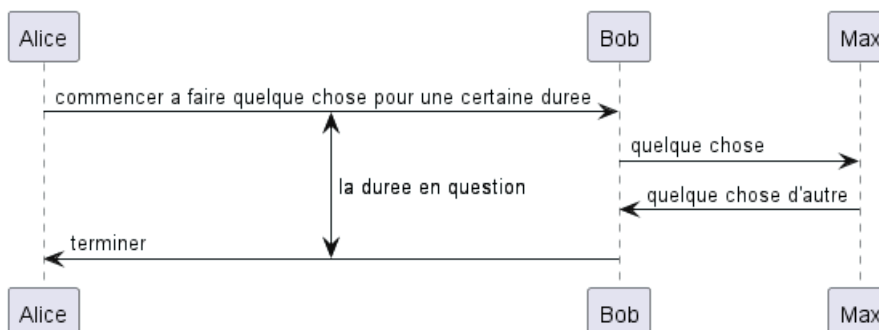 Alice Bob Max
commencer a faire quelque chose pour une certaine duree
quelque chose
la duree en question
quelque chose d'autre
terminer
Alice Bob Max